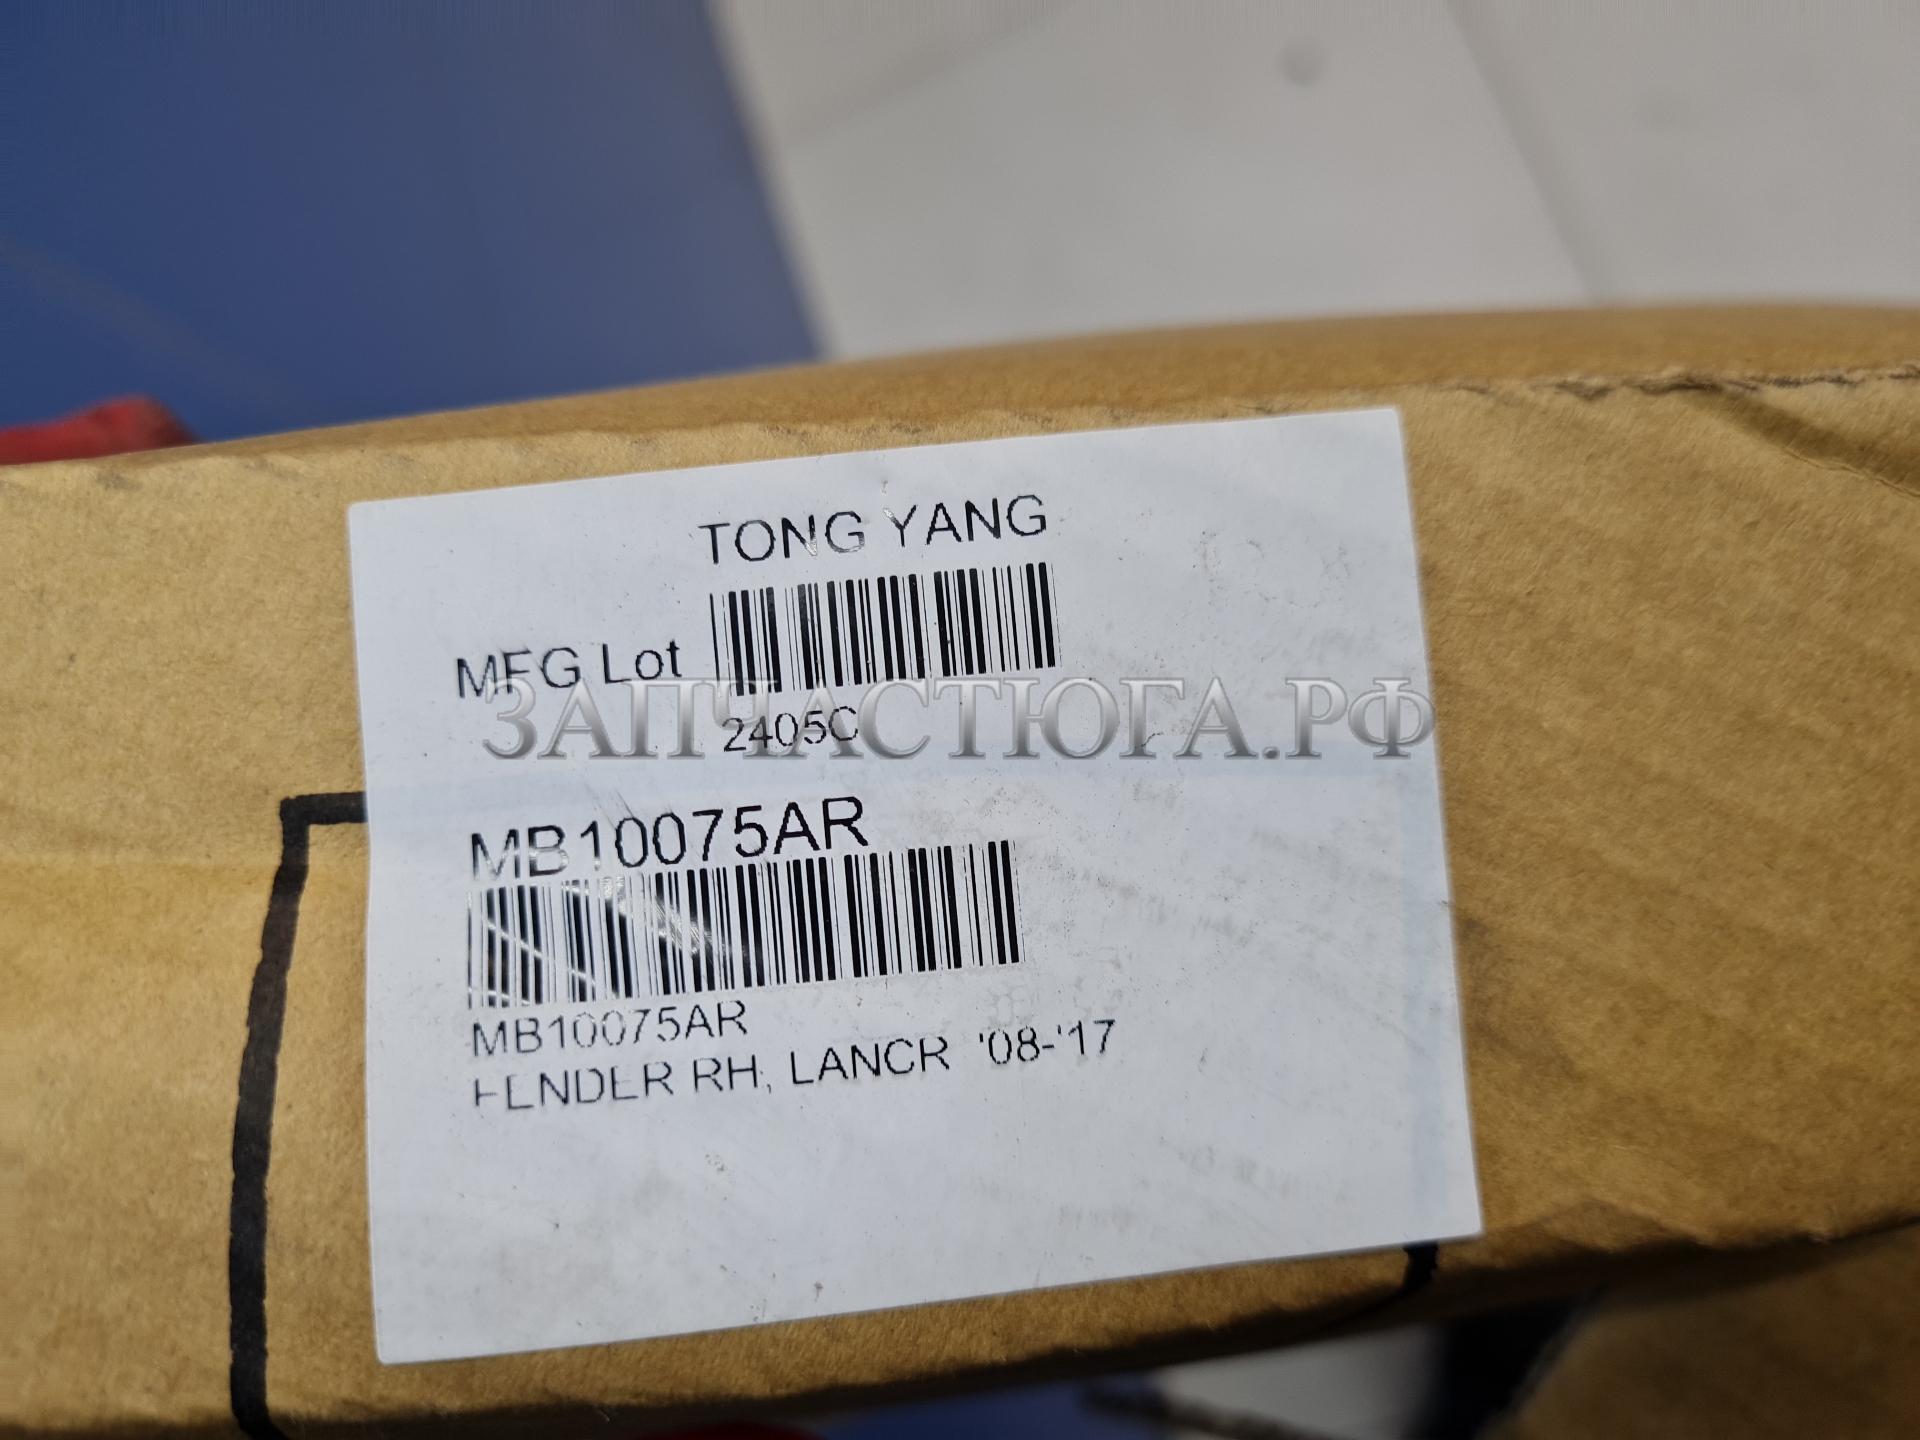 TONG YANG
MFG Lot
2405C
ЗАПЧАСТЮГА.РФ
MB10075AR
MB10075AR
FENDER RH, LANCR '08-'17